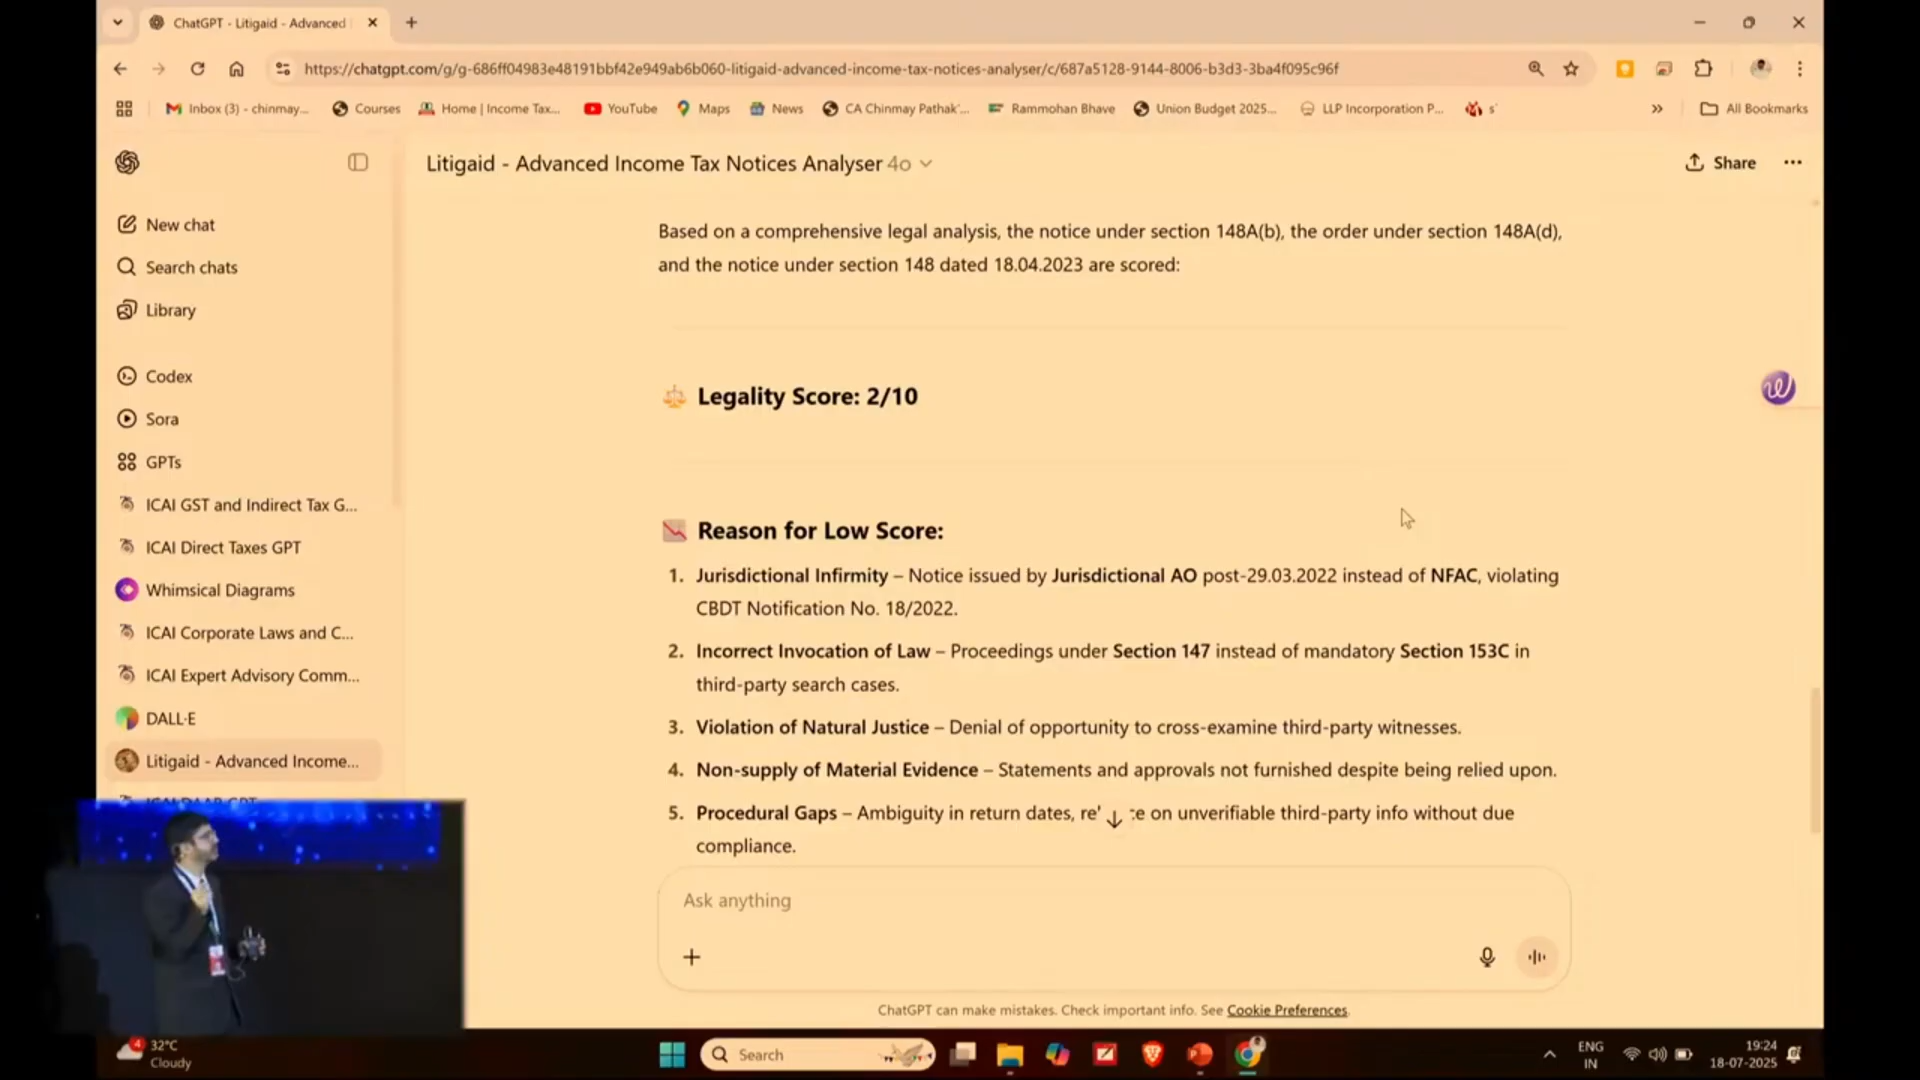 ChatGPT - Litigaid - Advanced
https://chatgpt.com/g/g-686ff04983e48191bbf42e949ab6b060-litigaid-advanced-income-tax-notices-analyser/c/687a5128-9144-8006-b3d3-3ba4f095c96f
Inbox (3) - chinmay...
Courses
Home | Income Tax...
YouTube
Maps
News
CA Chinmay Pathak'...
Rammohan Bhave
Union Budget 2025...
LLP Incorporation P...
s'
All Bookmarks
Litigaid - Advanced Income Tax Notices Analyser 4o
Share
New chat
Search chats
Library
Codex
Sora
GPTs
ICAI GST and Indirect Tax G...
ICAI Direct Taxes GPT
Whimsical Diagrams
ICAI Corporate Laws and C...
ICAI Expert Advisory Comm...
DALL·E
Litigaid - Advanced Income...
Based on a comprehensive legal analysis, the notice under section 148A(b), the order under section 148A(d),
and the notice under section 148 dated 18.04.2023 are scored:
Legality Score: 2/10
Reason for Low Score:
1. Jurisdictional Infirmity – Notice issued by Jurisdictional AO post-29.03.2022 instead of NFAC, violating
CBDT Notification No. 18/2022.
2. Incorrect Invocation of Law – Proceedings under Section 147 instead of mandatory Section 153C in
third-party search cases.
3. Violation of Natural Justice – Denial of opportunity to cross-examine third-party witnesses.
4. Non-supply of Material Evidence – Statements and approvals not furnished despite being relied upon.
5. Procedural Gaps – Ambiguity in return dates, on unverifiable third-party info without due
compliance.
Ask anything
ChatGPT can make mistakes. Check important info. See Cookie Preferences.
4
32°C
Cloudy
Search
ENG
IN
19:24
18-07-2025